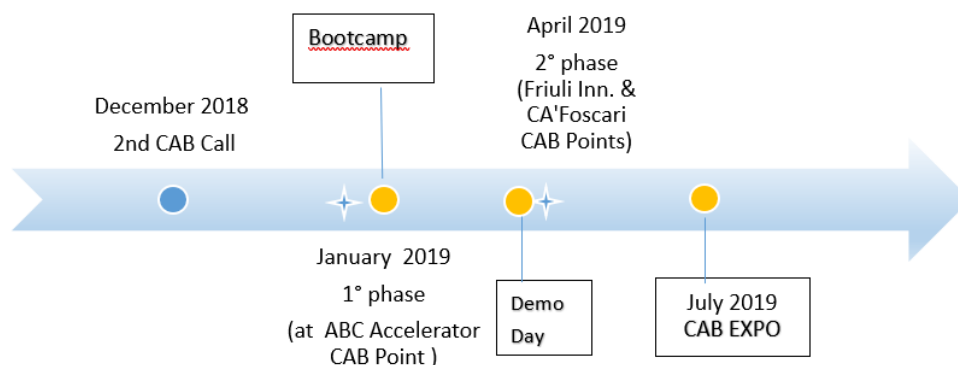 Bootcamp
April 2019
2° phase
(Friuli Inn. &
CA'Foscari
CAB Points)
December 2018
2nd CAB Call
January  2019
1° phase
(at  ABC Accelerator
CAB Point )
Demo
Day
July 2019
CAB EXPO